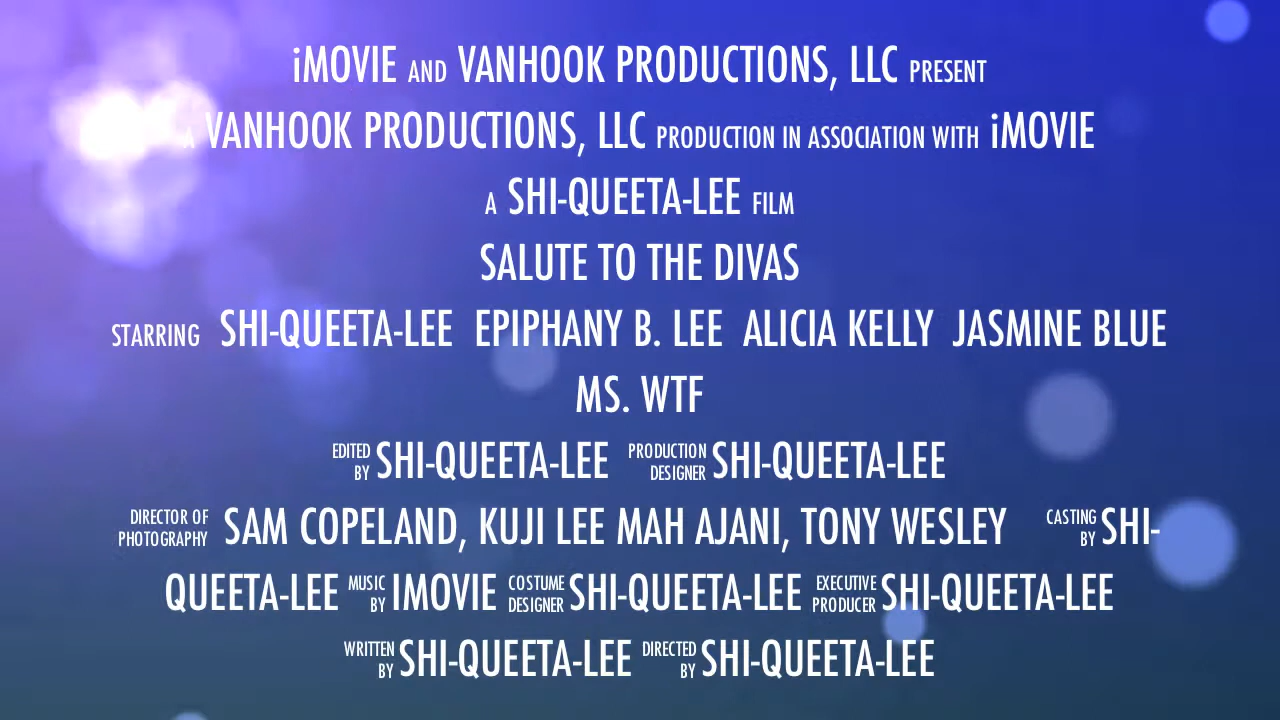 iMOVIE AND VANHOOK PRODUCTIONS, LLC PRESENT
A VANHOOK PRODUCTIONS, LLC PRODUCTION IN ASSOCIATION WITH iMOVIE
A SHI-QUEETA-LEE FILM
SALUTE TO THE DIVAS
STARRING SHI-QUEETA-LEE EPIPHANY B. LEE ALICIA KELLY JASMINE BLUE
MS. WTF
EDITED BY SHI-QUEETA-LEE PRODUCTION DESIGNER SHI-QUEETA-LEE
DIRECTOR OF PHOTOGRAPHY SAM COPELAND, KUJI LEE MAH AJANI, TONY WESLEY CASTING BY SHI-
QUEETA-LEE MUSIC BY IMOVIE COSTUME DESIGNER SHI-QUEETA-LEE EXECUTIVE PRODUCER SHI-QUEETA-LEE
WRITTEN BY SHI-QUEETA-LEE DIRECTED BY SHI-QUEETA-LEE